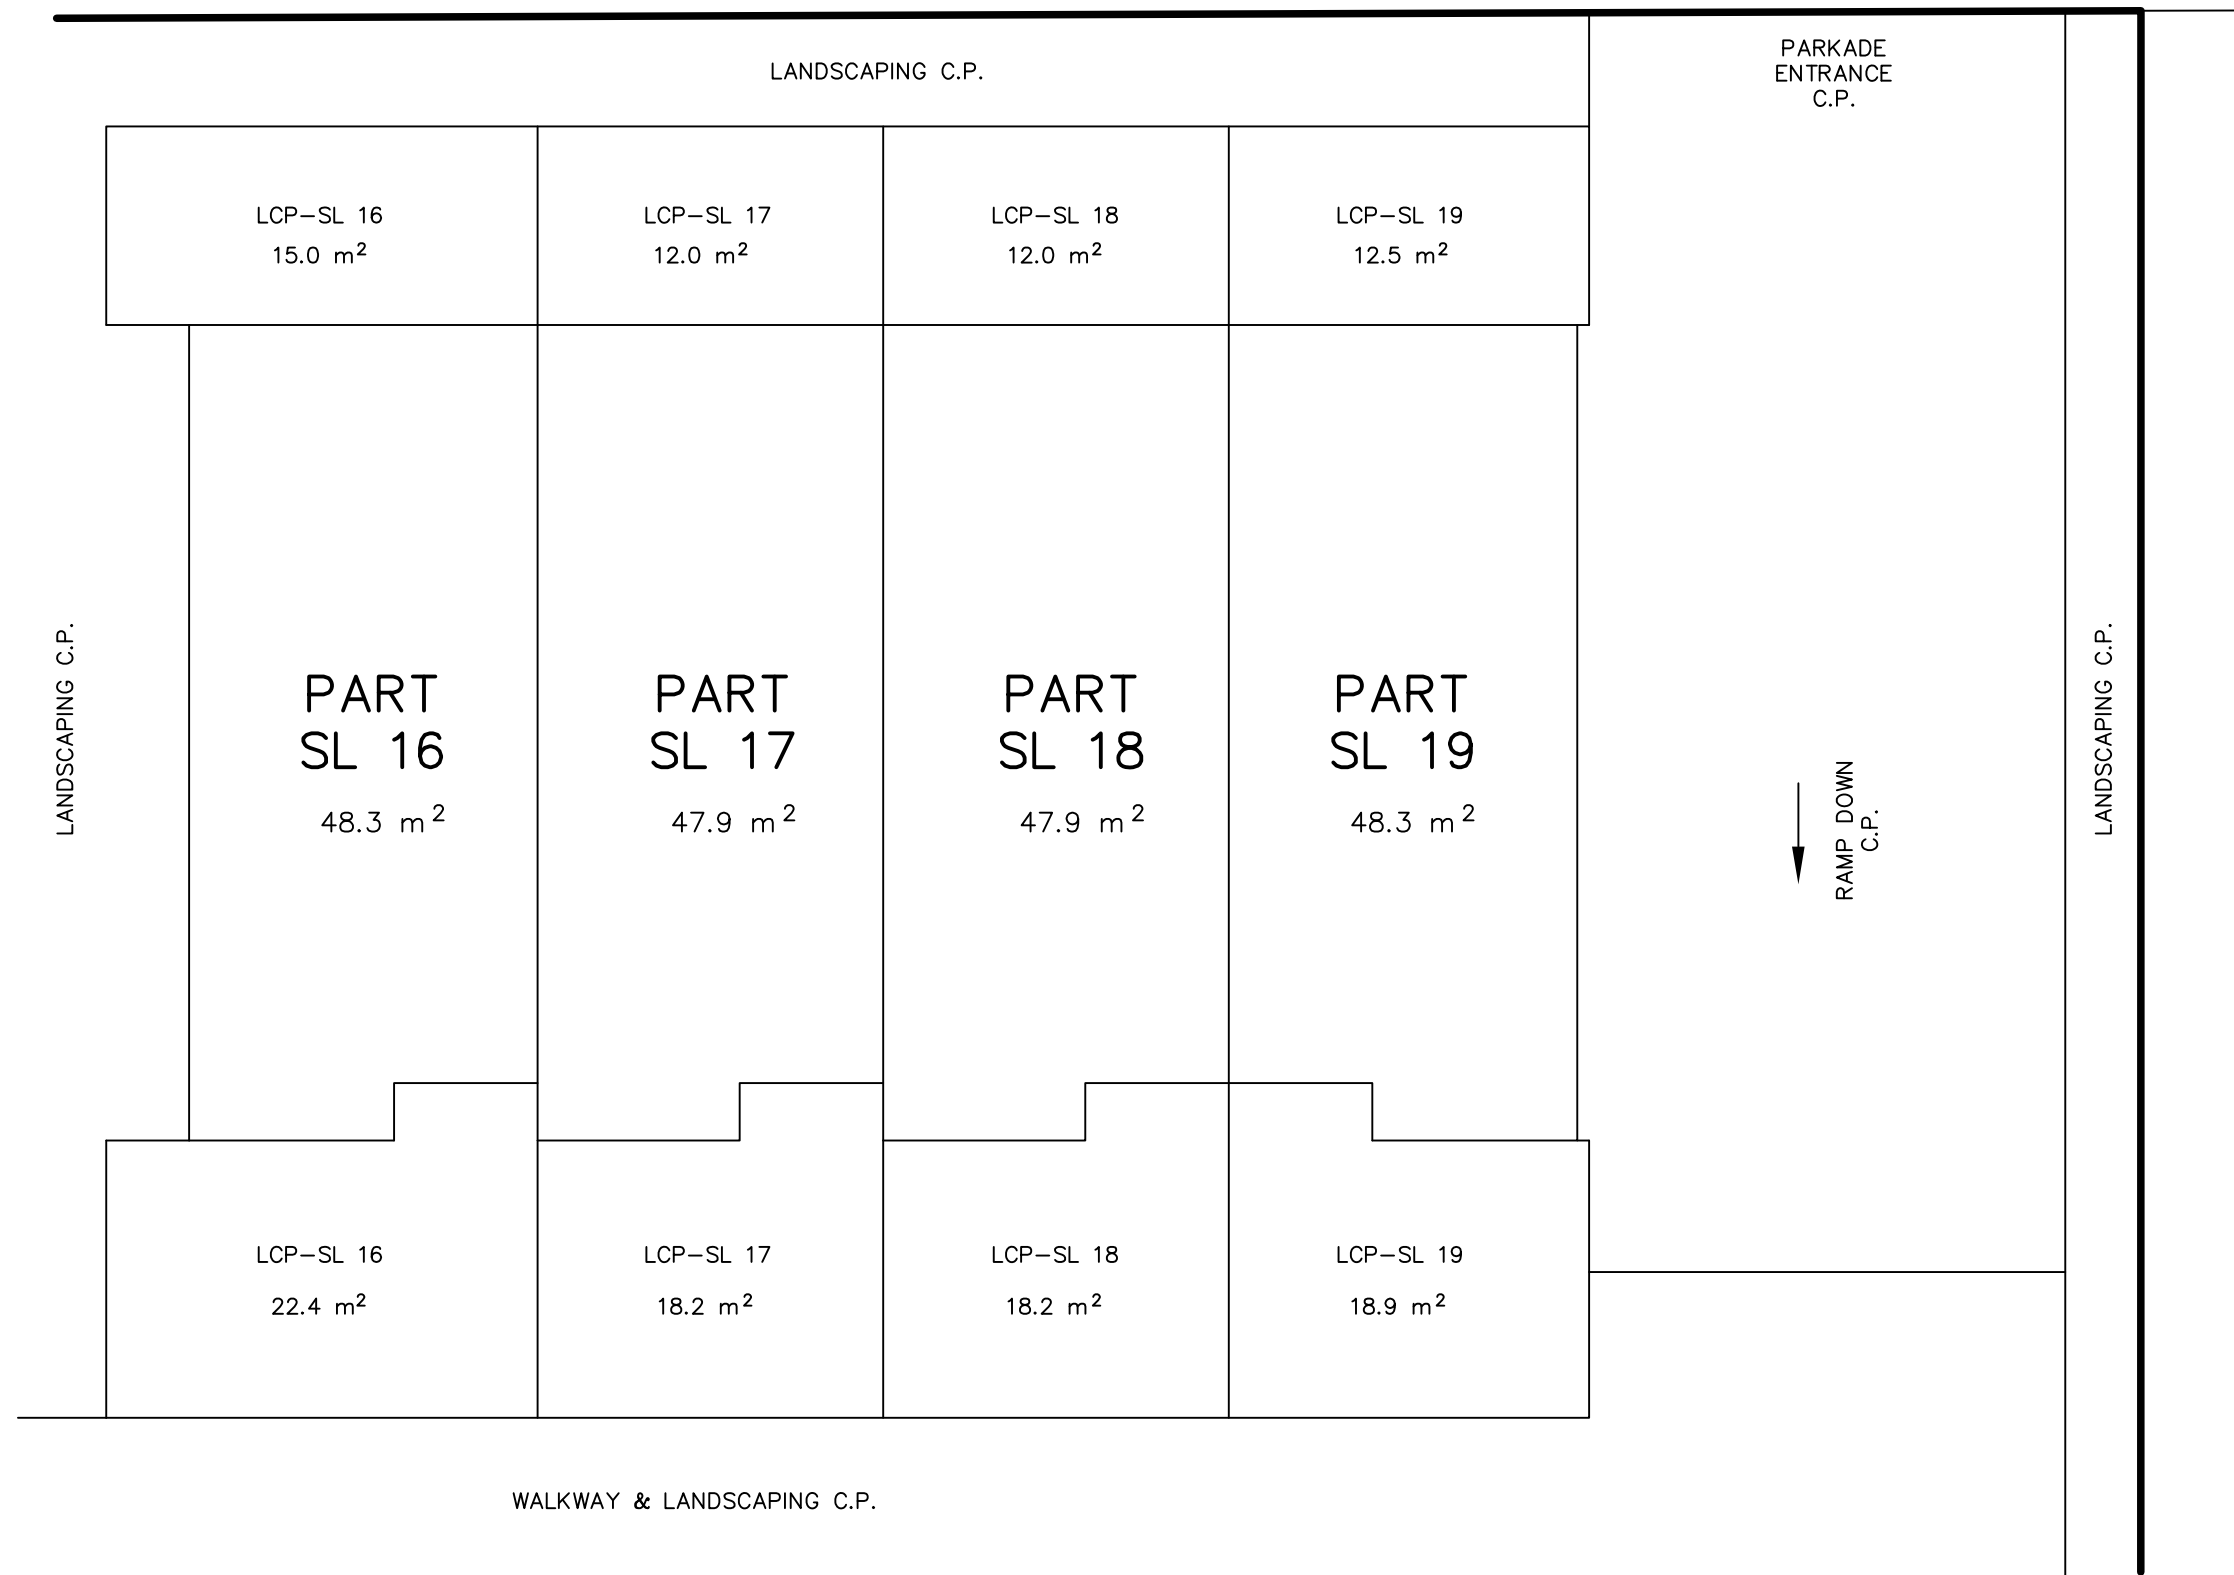 LANDSCAPING C.P.
PARKADE
ENTRANCE
C.P.
LCP-SL 16
15.0 m²
LCP-SL 17
12.0 m²
LCP-SL 18
12.0 m²
LCP-SL 19
12.5 m²
LANDSCAPING C.P.
PART
SL 16
48.3 m²
PART
SL 17
47.9 m²
PART
SL 18
47.9 m²
PART
SL 19
48.3 m²
RAMP DOWN
C.P.
LANDSCAPING C.P.
LCP-SL 16
22.4 m²
LCP-SL 17
18.2 m²
LCP-SL 18
18.2 m²
LCP-SL 19
18.9 m²
WALKWAY & LANDSCAPING C.P.